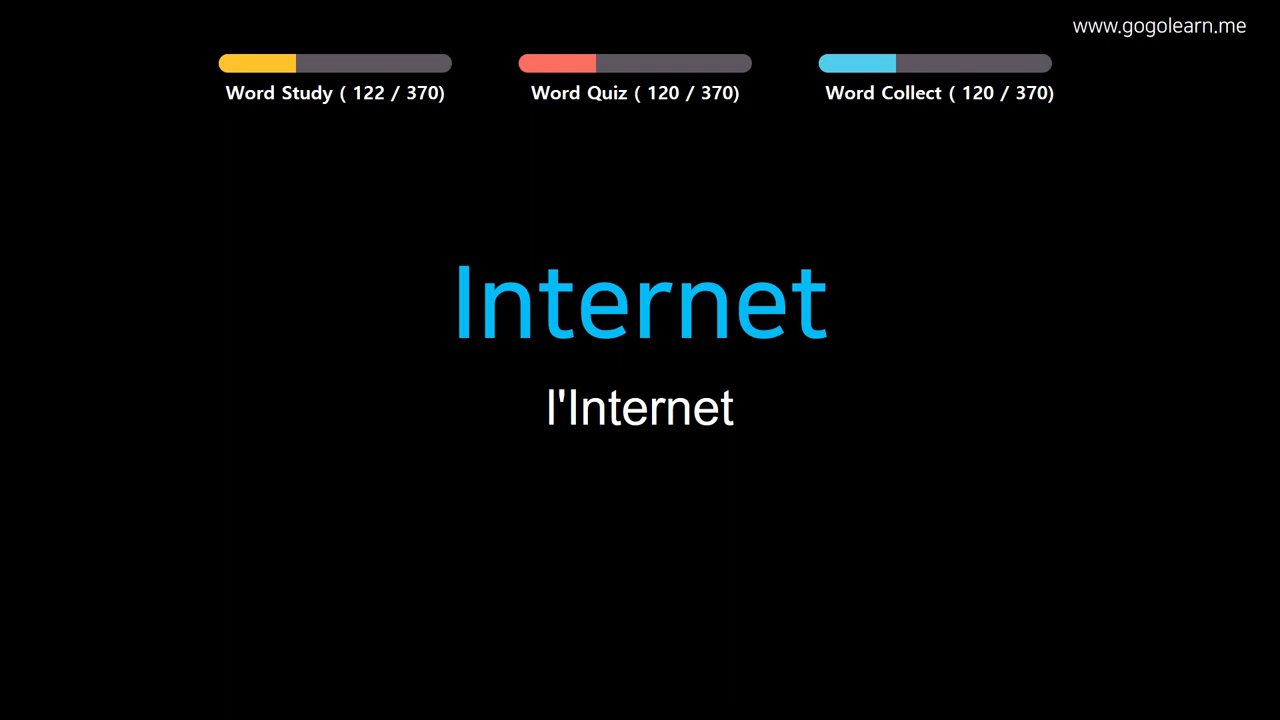 www.gogolearn.me
Word Study ( 122 / 370)
Word Quiz ( 120 / 370)
Word Collect ( 120 / 370)
Internet
l'Internet